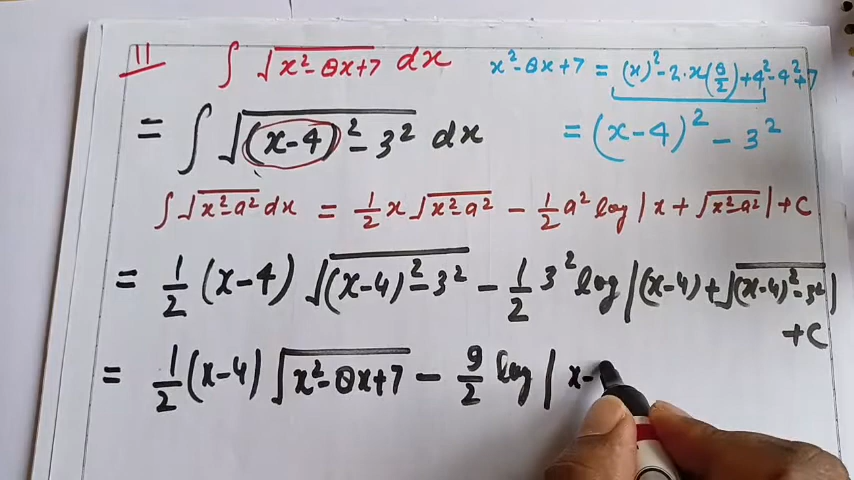 11 ∫ √(x²-8x+7) dx x²-8x+7 = (x)²-2·x(8/2)+4²-4²+7
= ∫ √((x-4)²-3²) dx = (x-4)² - 3²
∫ √(x²-a²) dx = 1/2 x √(x²-a²) - 1/2 a² log|x + √(x²-a²)| + C
= 1/2 (x-4) √((x-4)²-3²) - 1/2 3² log|(x-4) + √((x-4)²-3²)|
+C
= 1/2 (x-4) √(x²-8x+7) - 9/2 log| x-